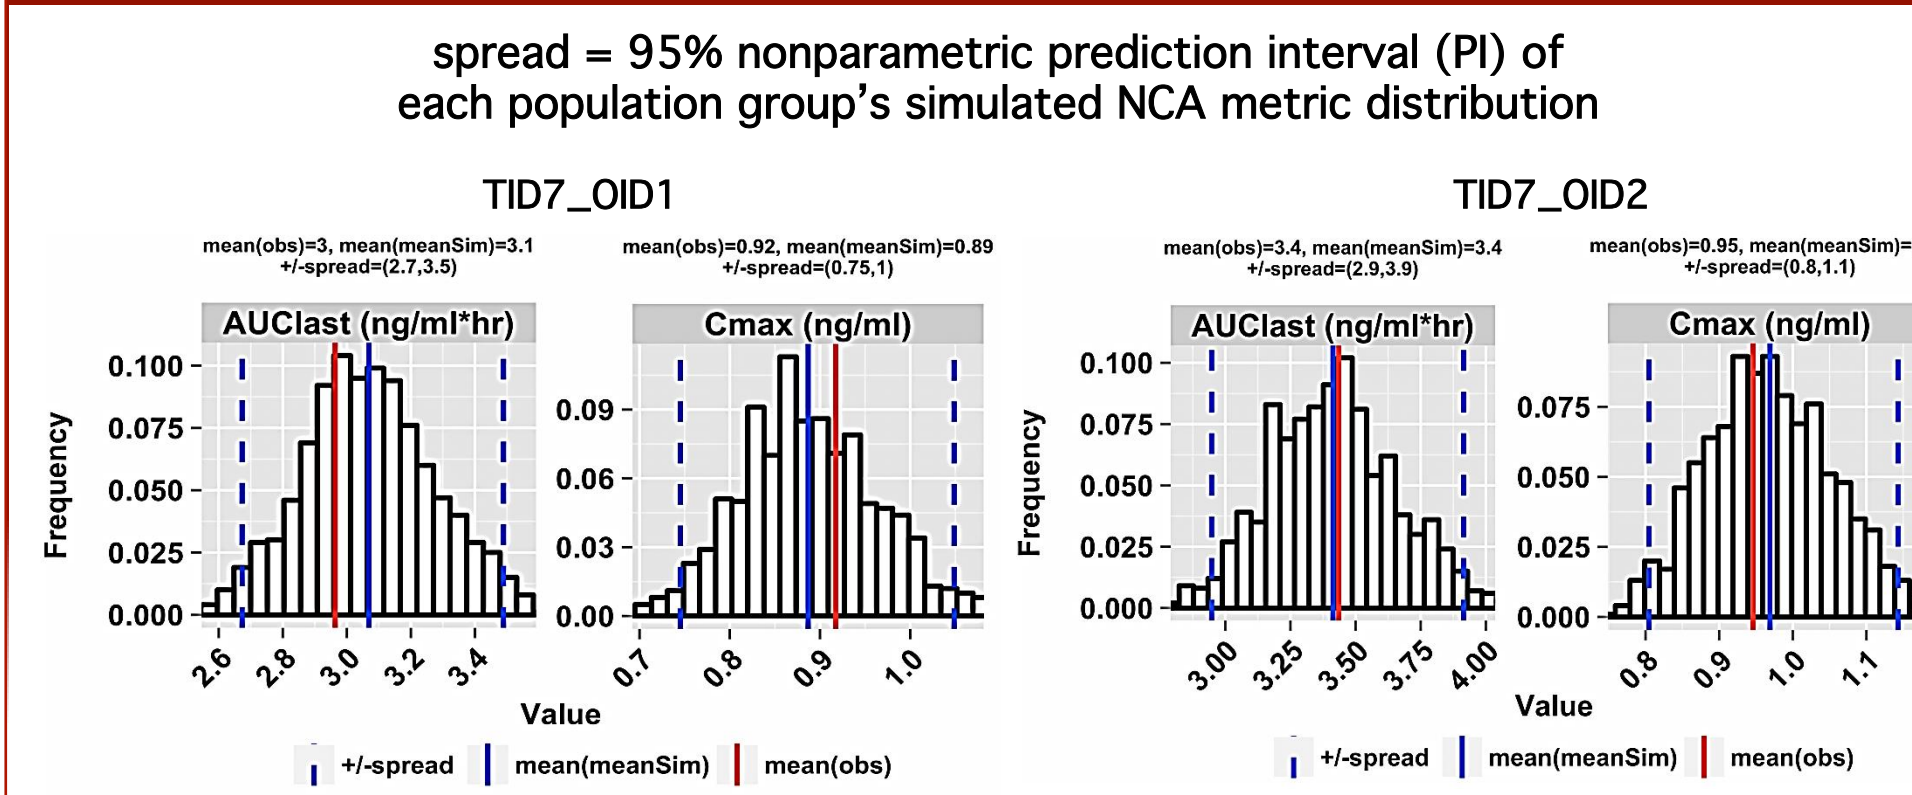 spread = 95% nonparametric prediction interval (PI) of
each population group’s simulated NCA metric distribution
TID7_OID1
mean(obs)=3, mean(meanSim)=3.1
+/-spread=(2.7,3.5)
mean(obs)=0.92, mean(meanSim)=0.89
+/-spread=(0.75,1)
AUClast (ng/ml*hr)
Cmax (ng/ml)
Frequency
0.100
0.075
0.050
0.025
0.000
0.09
0.06
0.03
0.00
2.6 2.8 3.0 3.2 3.4
0.7 0.8 0.9 1.0
Value
+/-spread mean(meanSim) mean(obs)
TID7_OID2
mean(obs)=3.4, mean(meanSim)=3.4
+/-spread=(2.9,3.9)
mean(obs)=0.95, mean(meanSim)=
+/-spread=(0.8,1.1)
AUClast (ng/ml*hr)
Cmax (ng/ml)
Frequency
0.100
0.075
0.050
0.025
0.000
0.075
0.050
0.025
0.000
3.00 3.25 3.50 3.75 4.00
0.8 0.9 1.0 1.1
Value
+/-spread mean(meanSim) mean(obs)